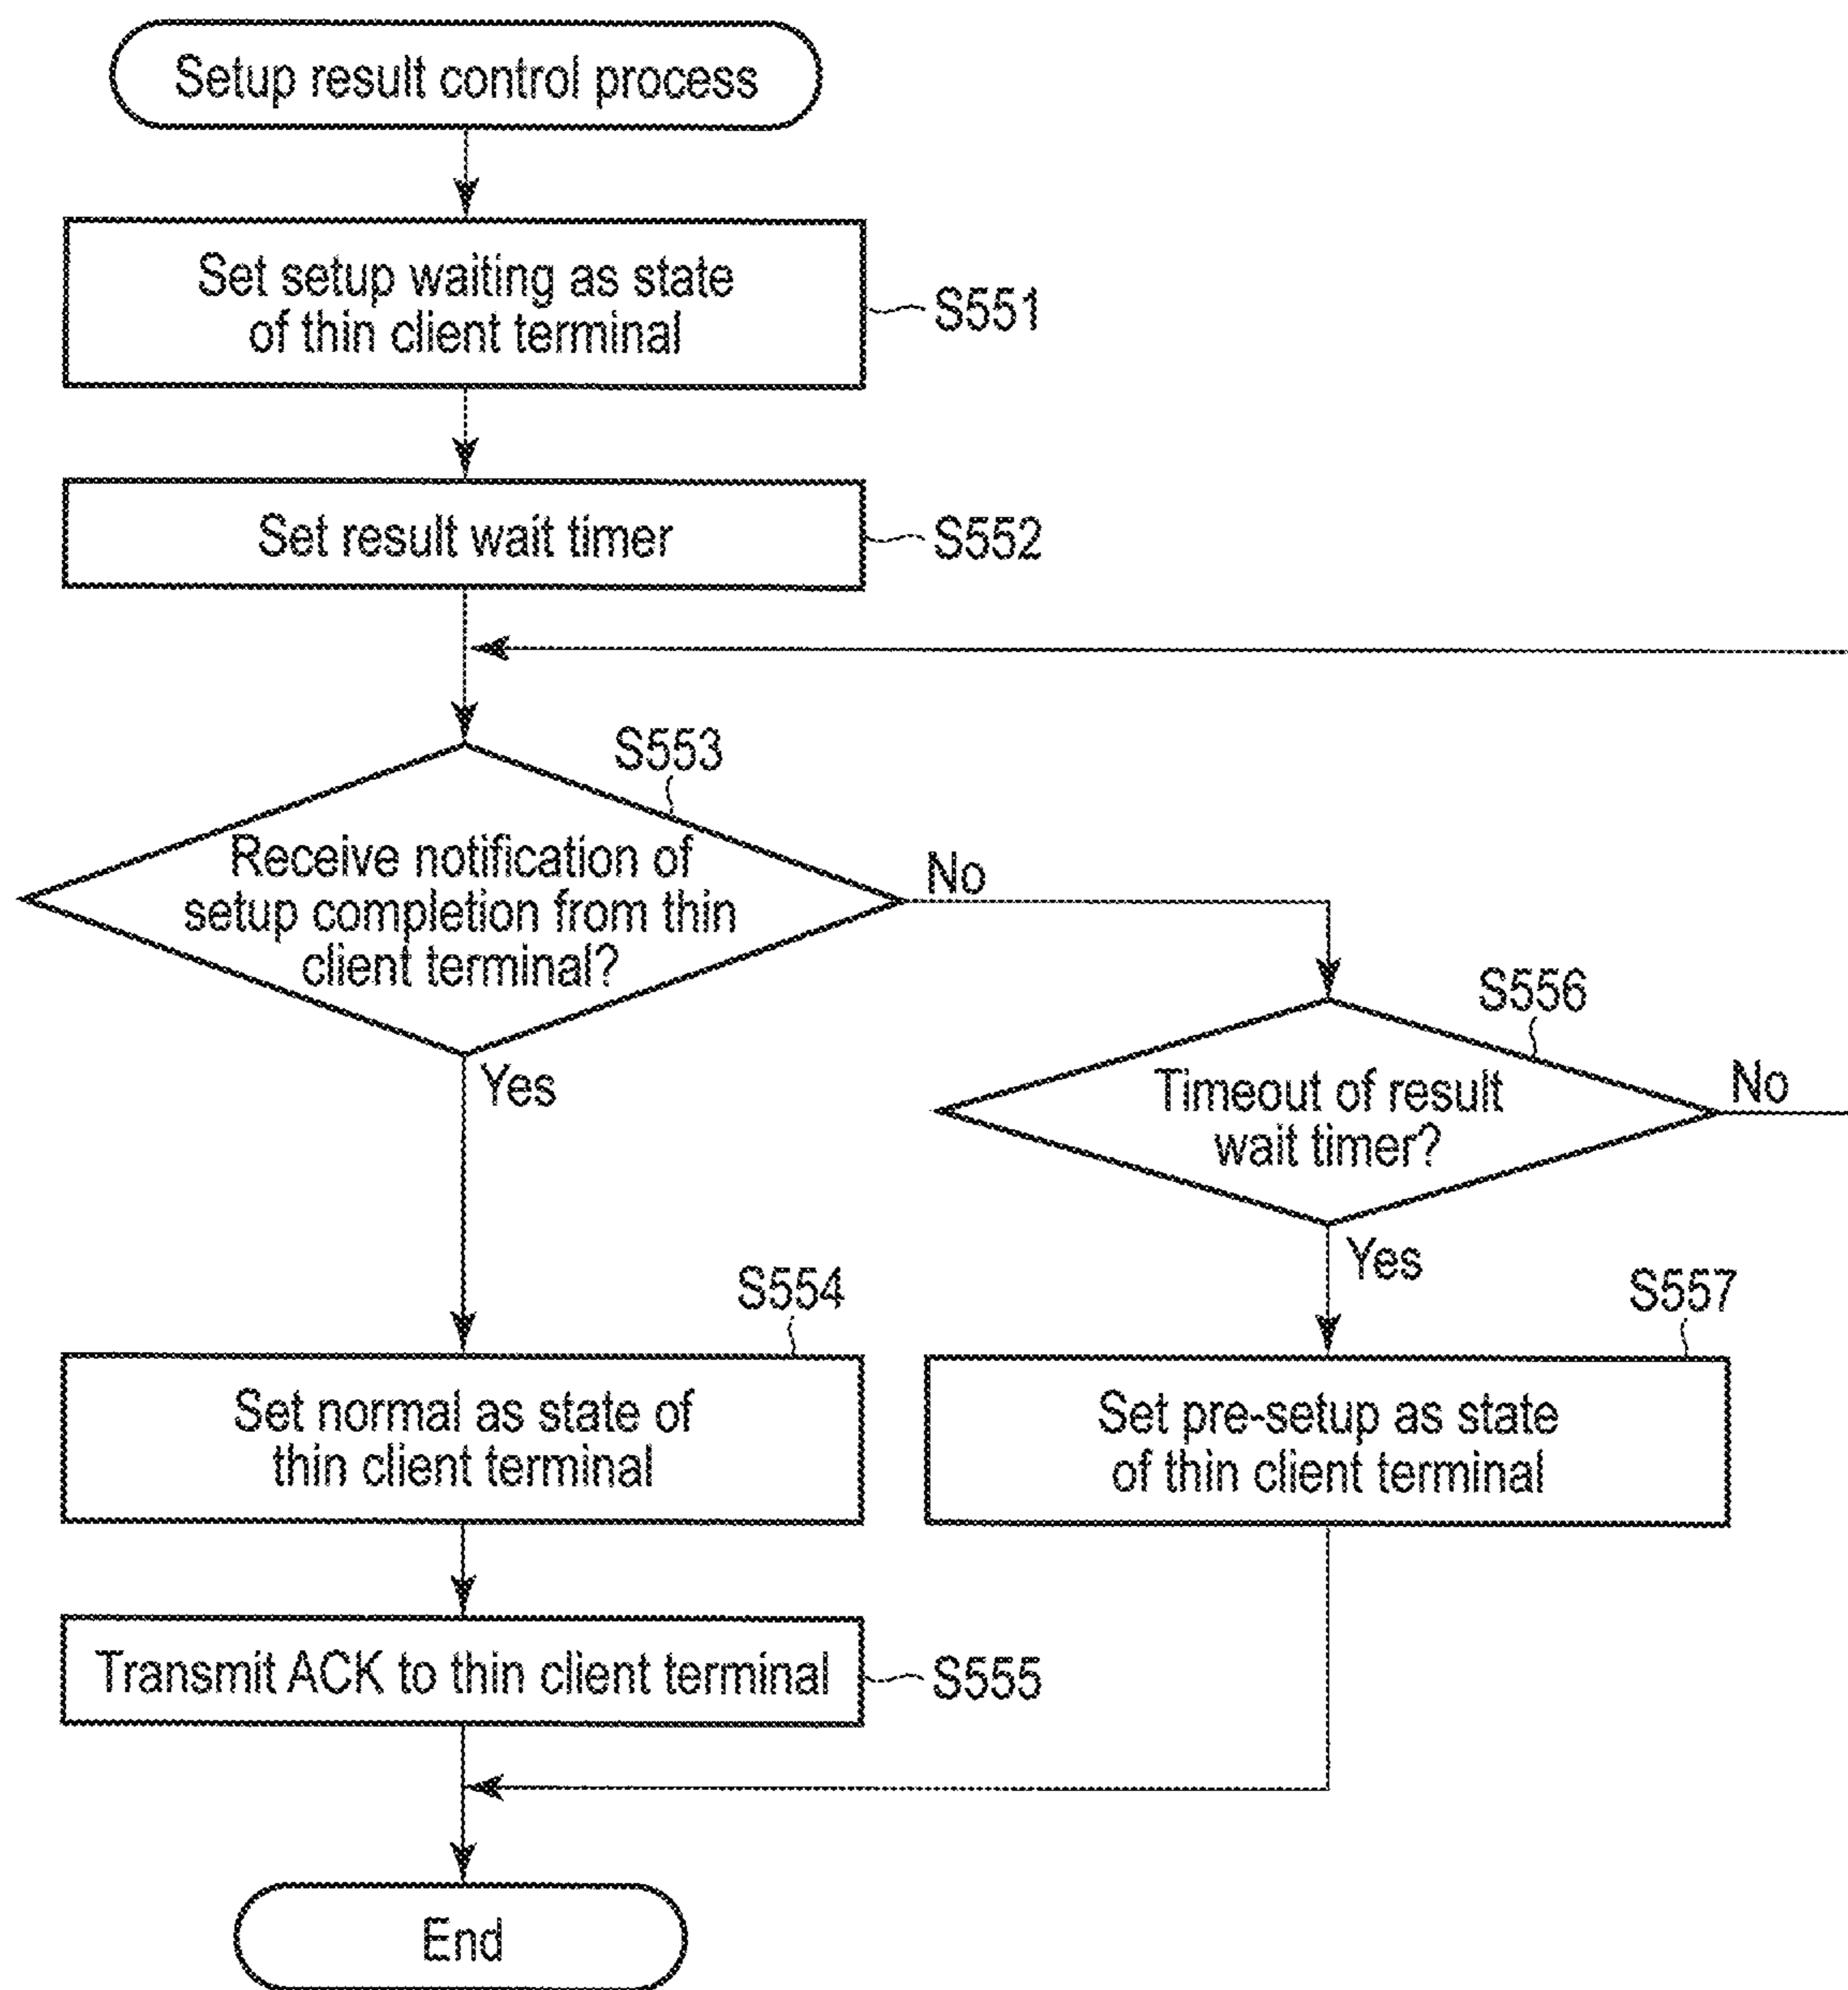 Setup result control process
Set setup waiting as state
of thin client terminal
S551
Set result wait timer
S552
S553
Receive notification of
setup completion from thin
client terminal?
No
Yes
S556
Timeout of result
wait timer?
No
Yes
S554
Set normal as state of
thin client terminal
S557
Set pre-setup as state
of thin client terminal
Transmit ACK to thin client terminal
S555
End